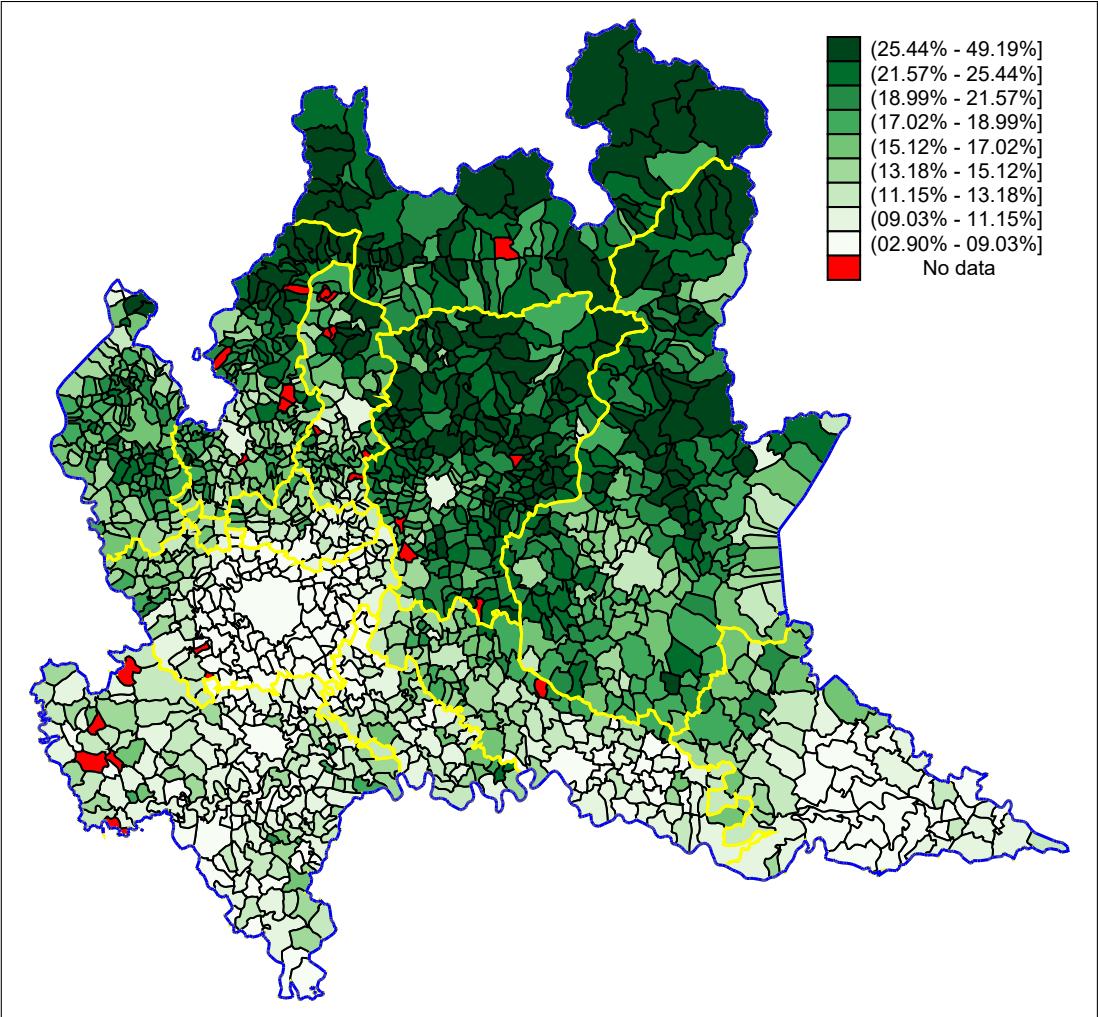 (25.44% - 49.19%]
(21.57% - 25.44%]
(18.99% - 21.57%]
(17.02% - 18.99%]
(15.12% - 17.02%]
(13.18% - 15.12%]
(11.15% - 13.18%]
(09.03% - 11.15%]
(02.90% - 09.03%]
No data